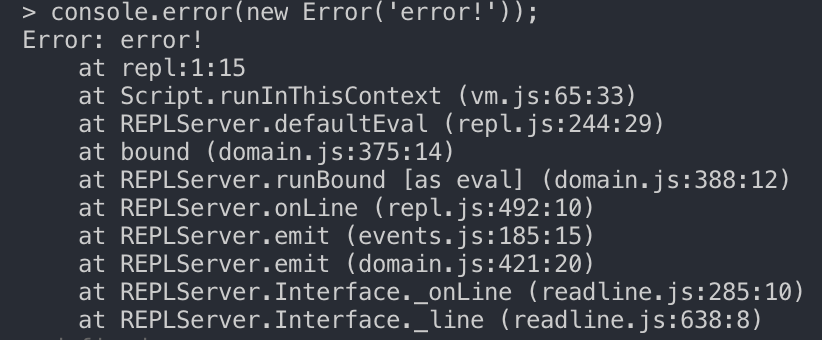 > console.error(new Error('error!'));
Error: error!
    at repl:1:15
    at Script.runInThisContext (vm.js:65:33)
    at REPLServer.defaultEval (repl.js:244:29)
    at bound (domain.js:375:14)
    at REPLServer.runBound [as eval] (domain.js:388:12)
    at REPLServer.onLine (repl.js:492:10)
    at REPLServer.emit (events.js:185:15)
    at REPLServer.emit (domain.js:421:20)
    at REPLServer.Interface._onLine (readline.js:285:10)
    at REPLServer.Interface._line (readline.js:638:8)